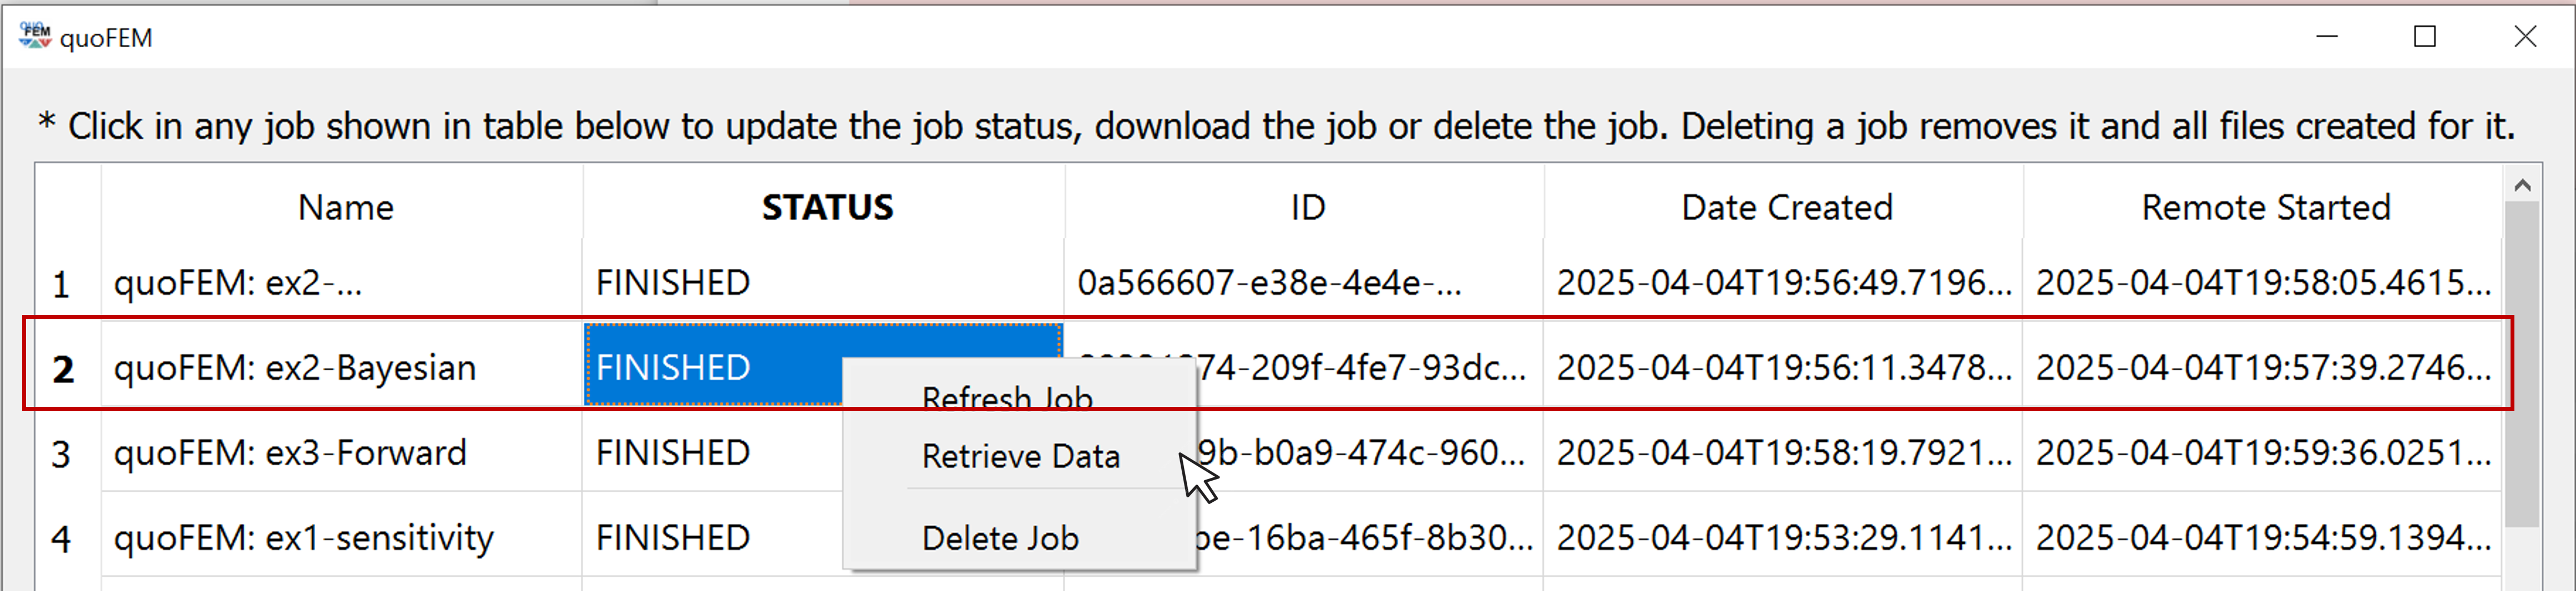 quoFEM
* Click in any job shown in table below to update the job status, download the job or delete the job. Deleting a job removes it and all files created for it.
Name STATUS ID Date Created Remote Started
1 quoFEM: ex2-... FINISHED 0a566607-e38e-4e4e-... 2025-04-04T19:56:49.7196... 2025-04-04T19:58:05.4615...
2 quoFEM: ex2-Bayesian FINISHED 74-209f-4fe7-93dc... 2025-04-04T19:56:11.3478... 2025-04-04T19:57:39.2746...
Refresh Job
3 quoFEM: ex3-Forward FINISHED 9b-b0a9-474c-960... 2025-04-04T19:58:19.7921... 2025-04-04T19:59:36.0251...
Retrieve Data
4 quoFEM: ex1-sensitivity FINISHED be-16ba-465f-8b30... 2025-04-04T19:53:29.1141... 2025-04-04T19:54:59.1394...
Delete Job